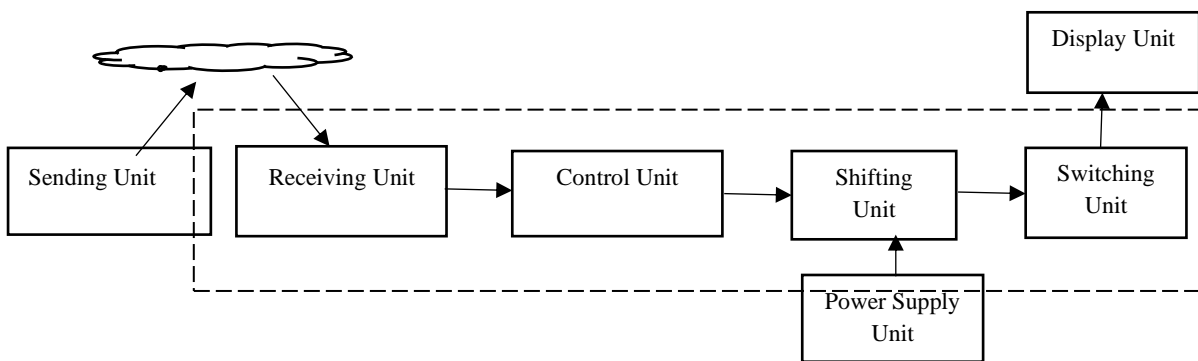 Display Unit
Sending Unit
Receiving Unit
Control Unit
Shifting
Unit
Switching
Unit
Power Supply
Unit